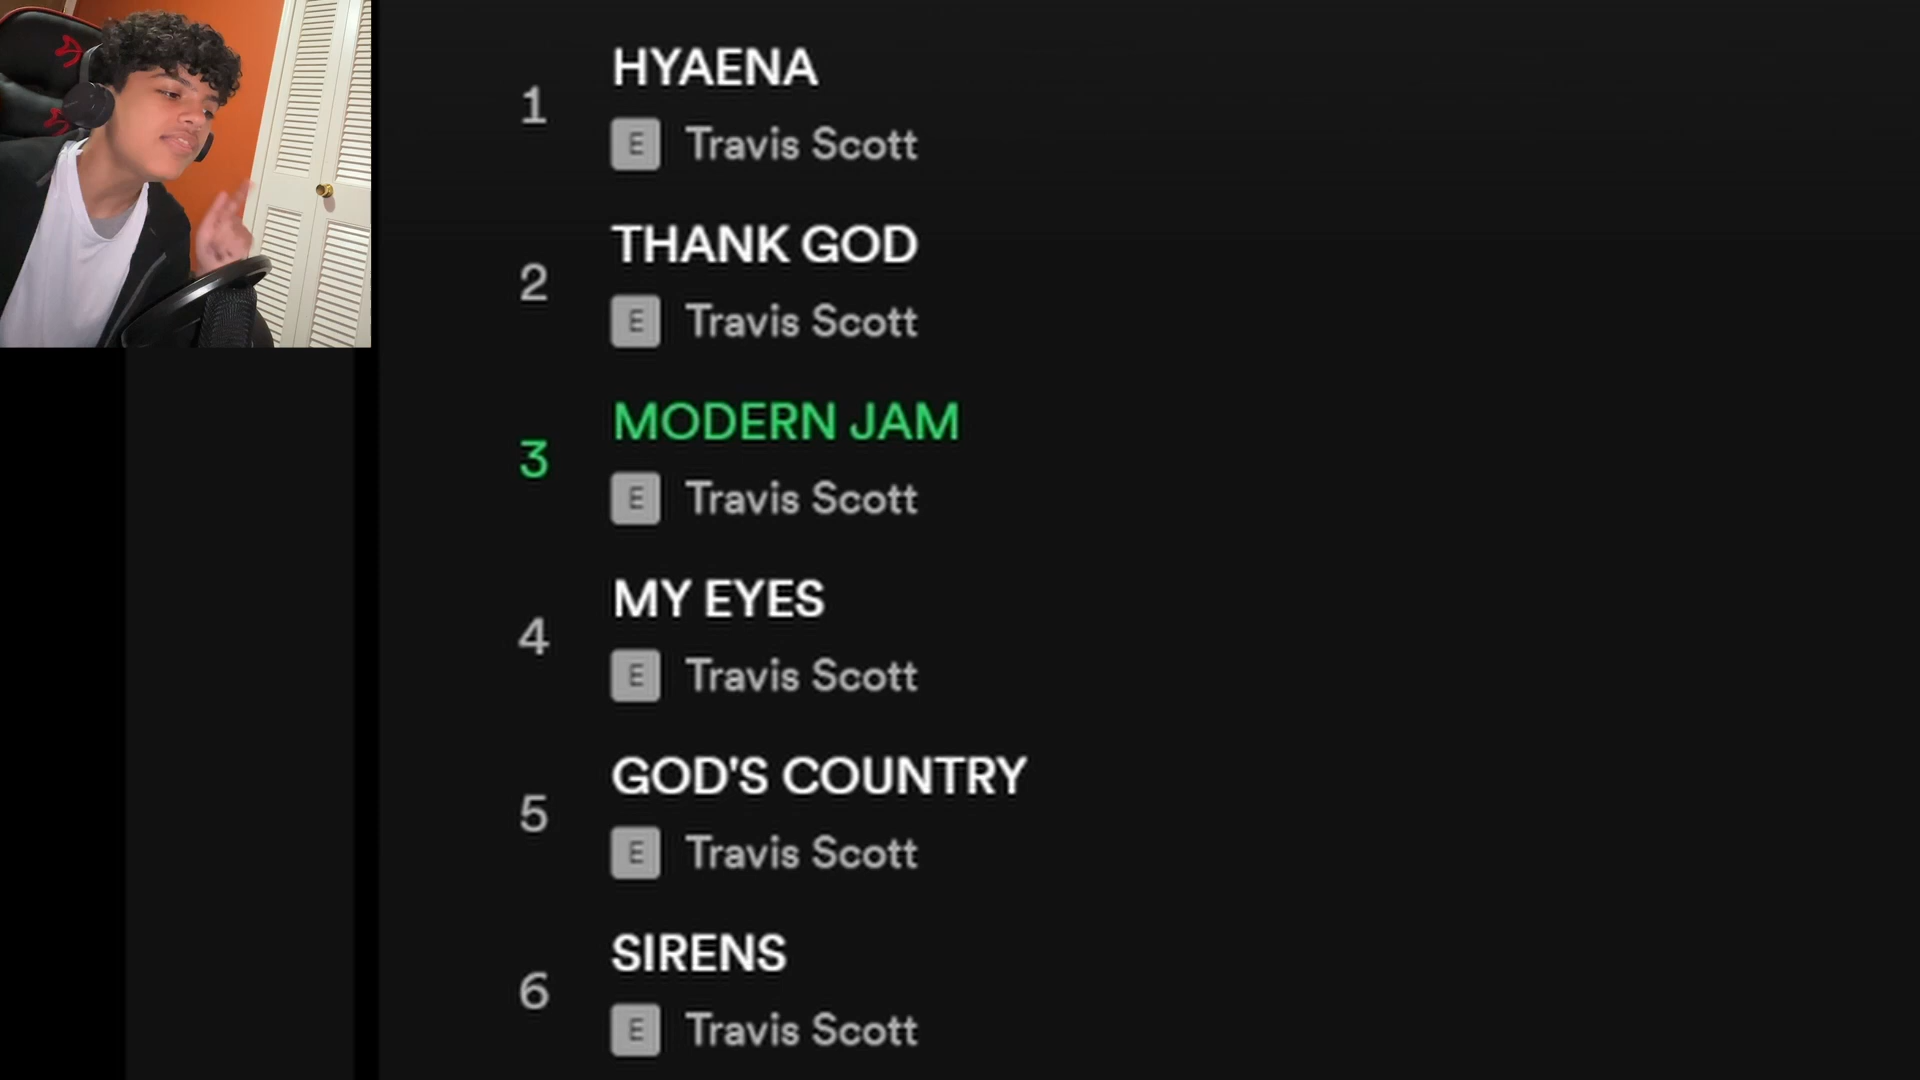 1
HYAENA
E Travis Scott
2
THANK GOD
E Travis Scott
3
MODERN JAM
E Travis Scott
4
MY EYES
E Travis Scott
5
GOD'S COUNTRY
E Travis Scott
6
SIRENS
E Travis Scott